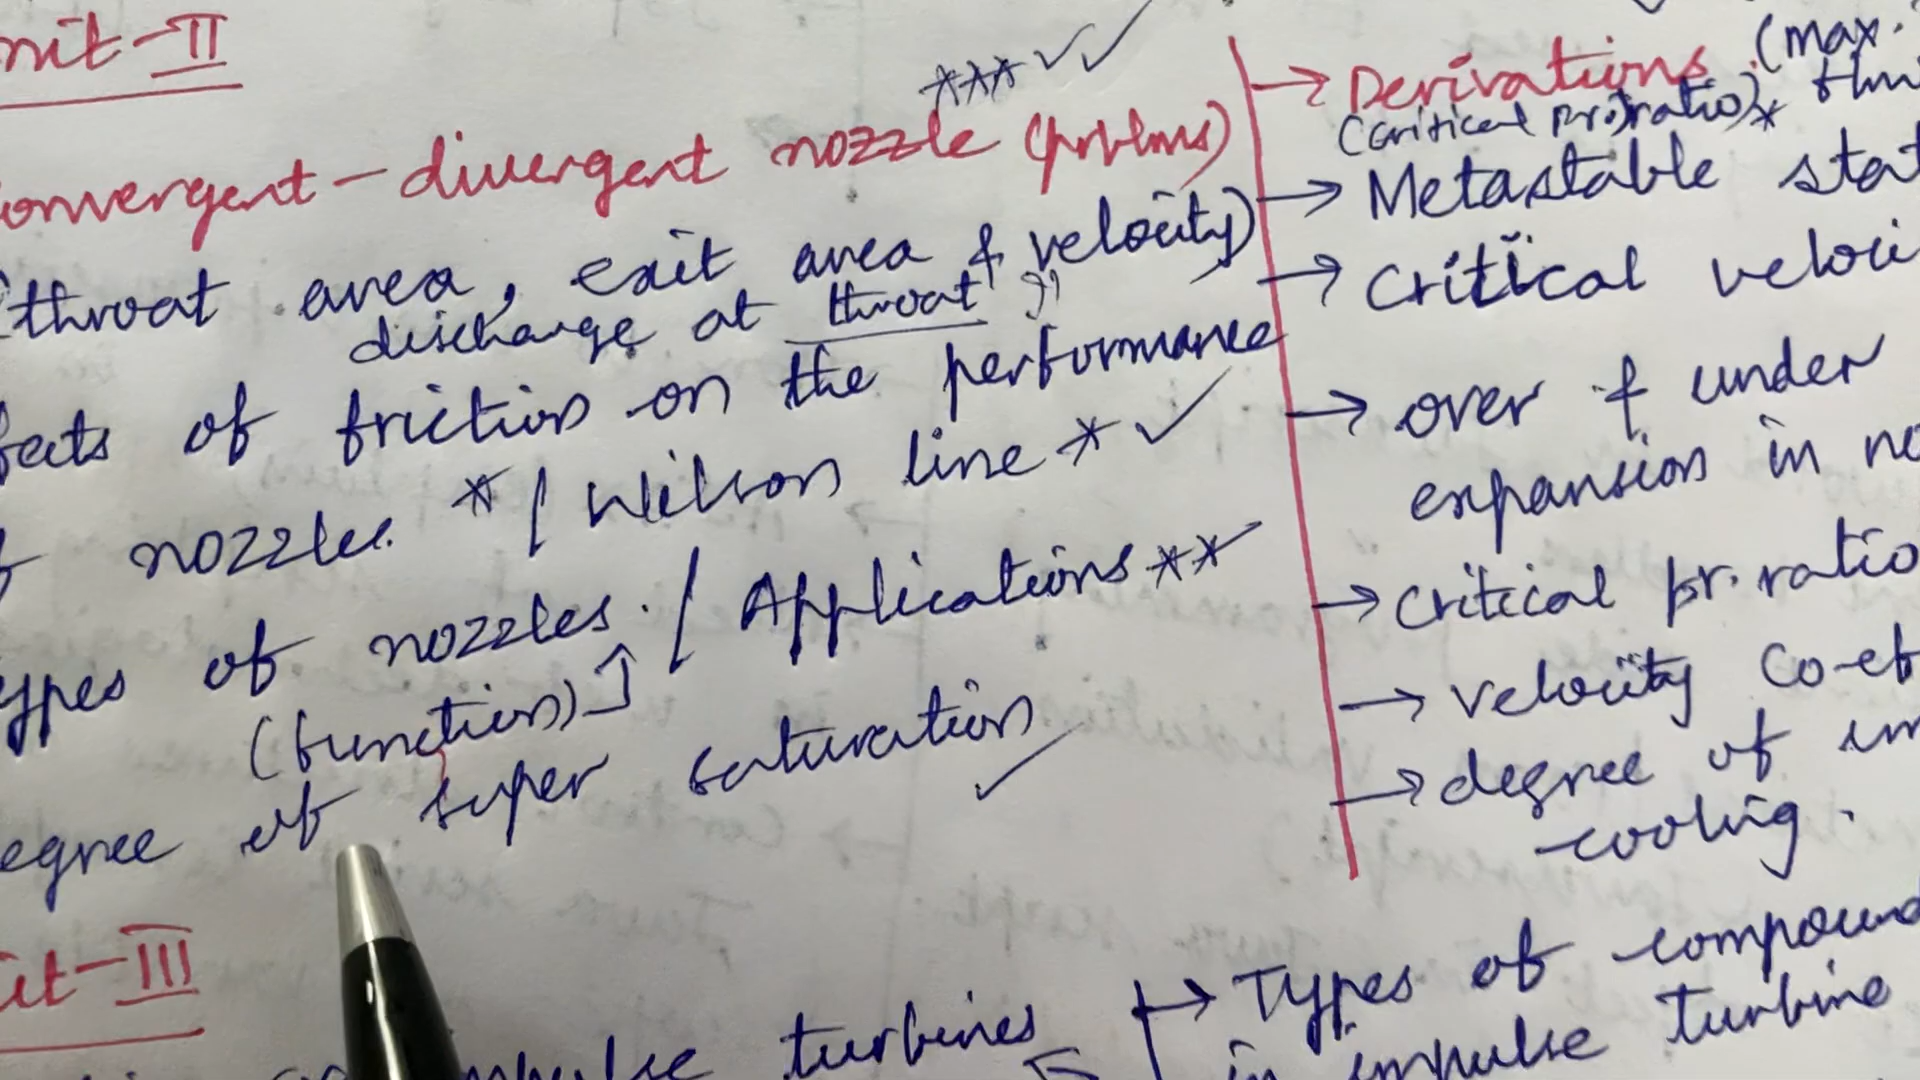 nit-II
*** ✓✓
onvergent-divergent nozzle (problms)
(throat area, exit area & velocity)
discharge at throat "
fects of friction on the performance
f nozzles. * / Wilson line * ✓
ypes of nozzles. / Applications **
(function)
egree of super saturation ✓
→ Derivations (max.
(Critical pr. ratio)*
→ Metastable stat
→ Critical veloci
→ over & under
expansion in no
→ Critical pr. ratio
→ velocity co-ef
→ degree of un
-cooling.
it-III
mpulse turbines
→ Types of compound
in impulse turbine